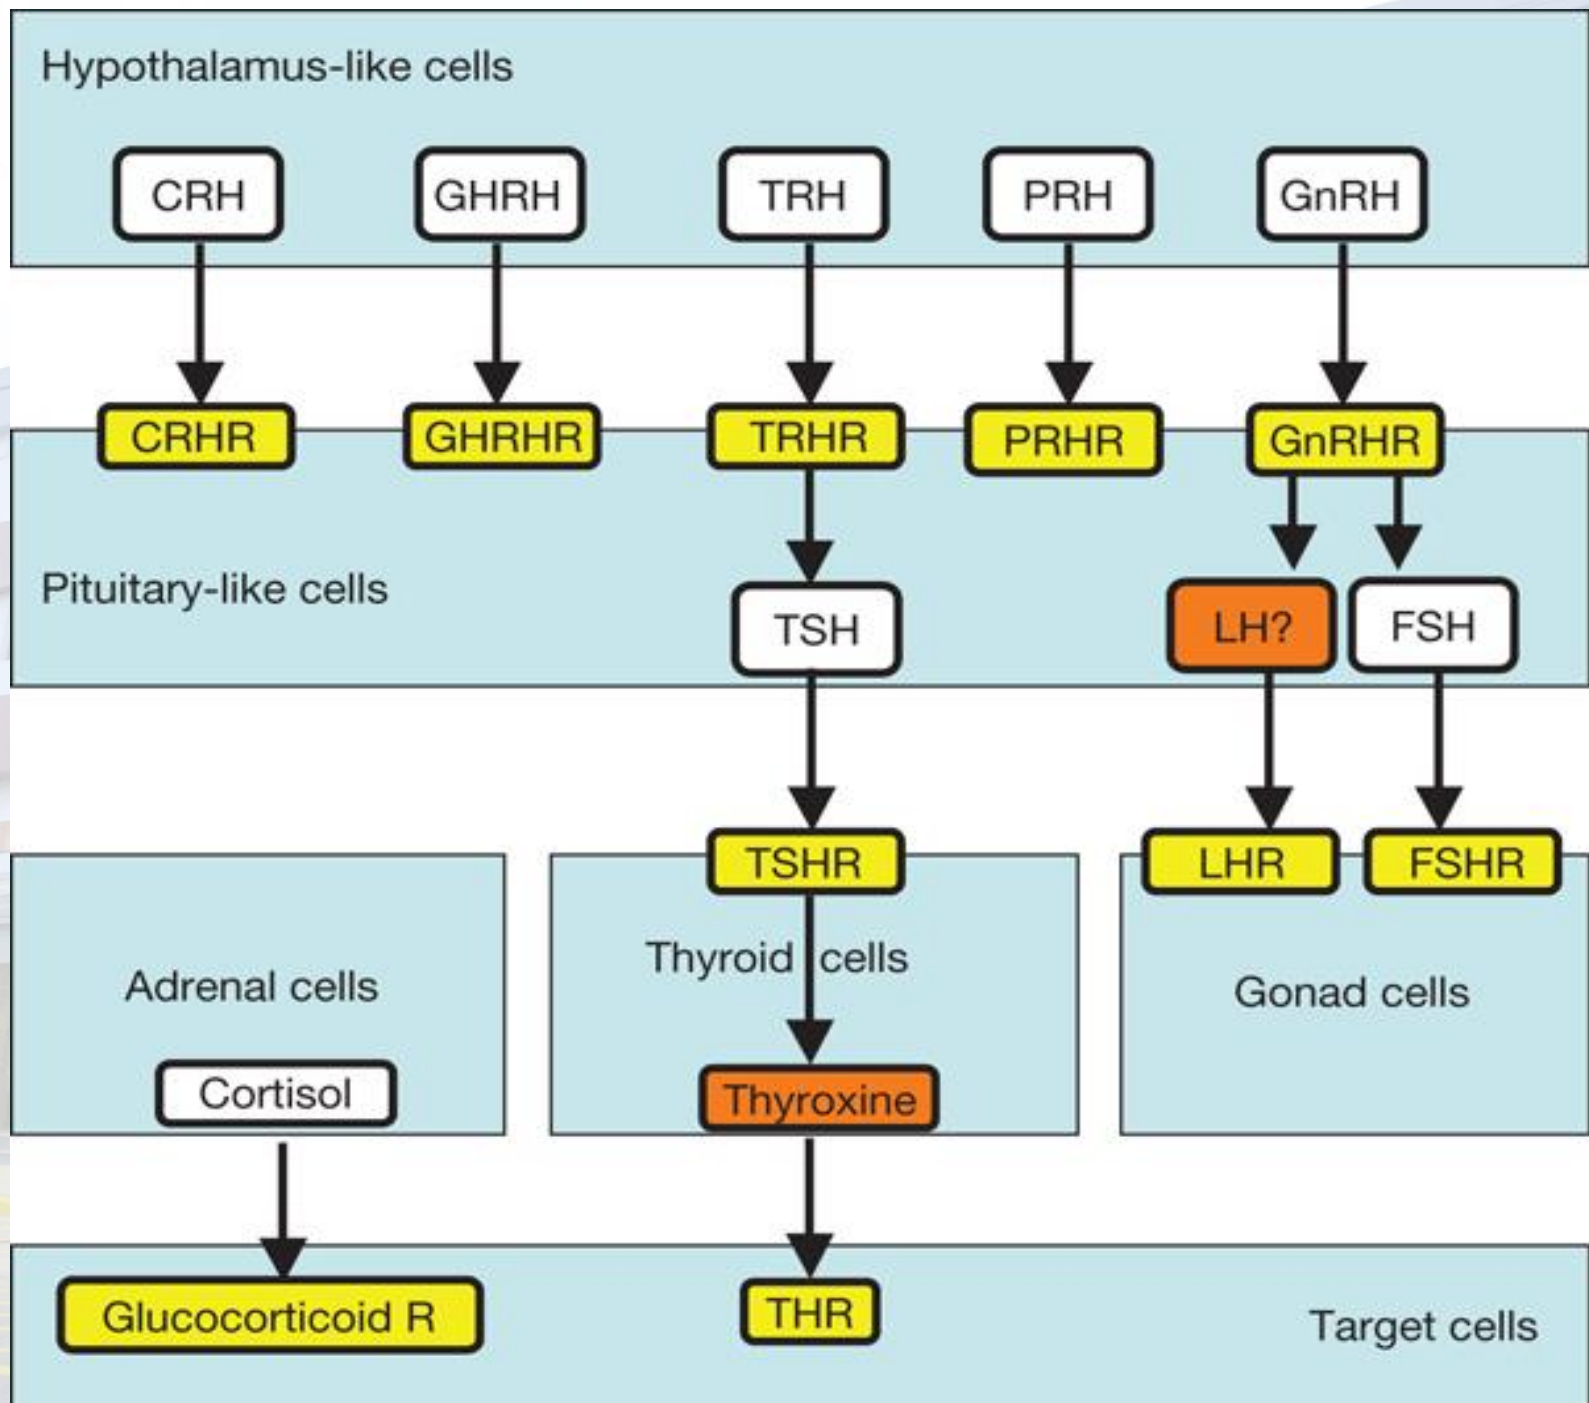 Hypothalamus-like cells
CRH
GHRH
TRH
PRH
GnRH
CRHR
GHRHR
TRHR
PRHR
GnRHR
Pituitary-like cells
TSH
LH?
FSH
TSHR
LHR
FSHR
Adrenal cells
Thyroid cells
Gonad cells
Cortisol
Thyroxine
Glucocorticoid R
THR
Target cells